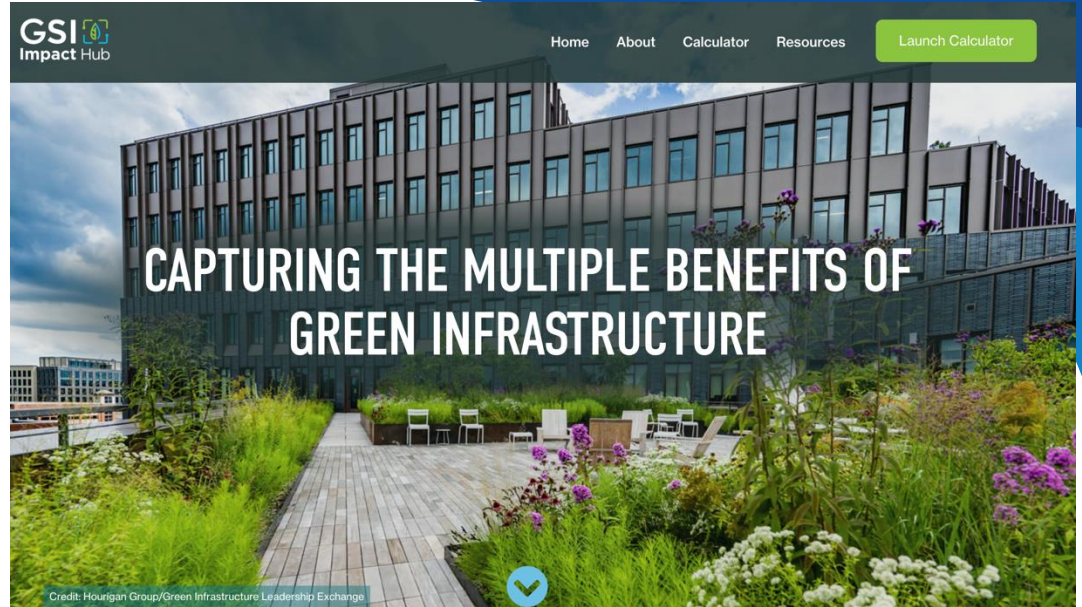 GSI
Impact Hub
Home About Calculator Resources Launch Calculator
CAPTURING THE MULTIPLE BENEFITS OF
GREEN INFRASTRUCTURE
Credit: Hourigan Group/Green Infrastructure Leadership Exchange